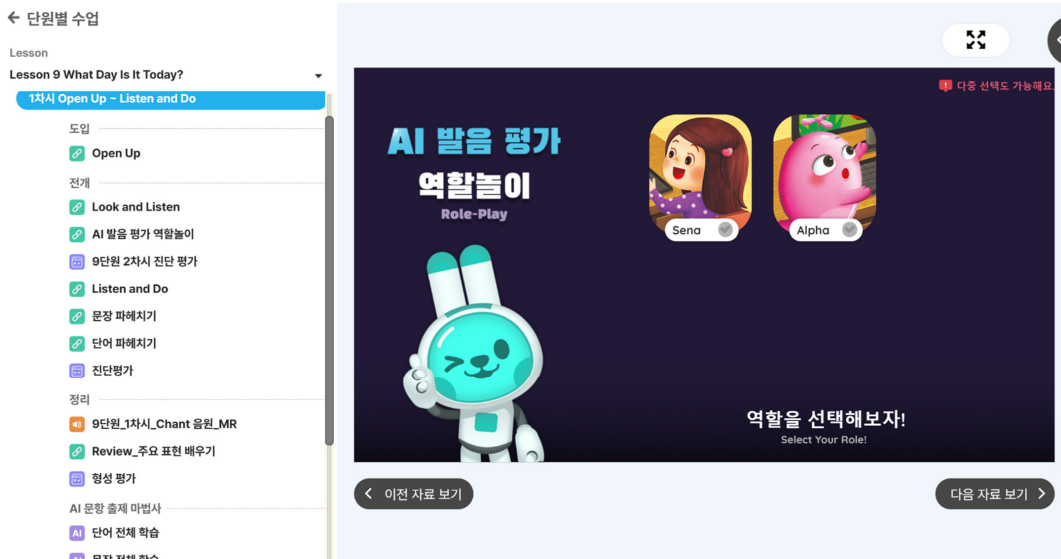 단원별 수업
Lesson
Lesson 9 What Day Is It Today?
1차시 Open Up ~ Listen and Do
도입
Open Up
전개
Look and Listen
AI 발음 평가 역할놀이
9단원 2차시 진단 평가
Listen and Do
문장 파헤치기
단어 파헤치기
진단평가
정리
9단원_1차시_Chant 음원_MR
Review_주요 표현 배우기
형성 평가
AI 문항 출제 마법사
AI 단어 전체 학습
다중 선택도 가능해요.
AI 발음 평가
역할놀이
Role-Play
Sena
Alpha
역할을 선택해보자!
Select Your Role!
이전 자료 보기
다음 자료 보기